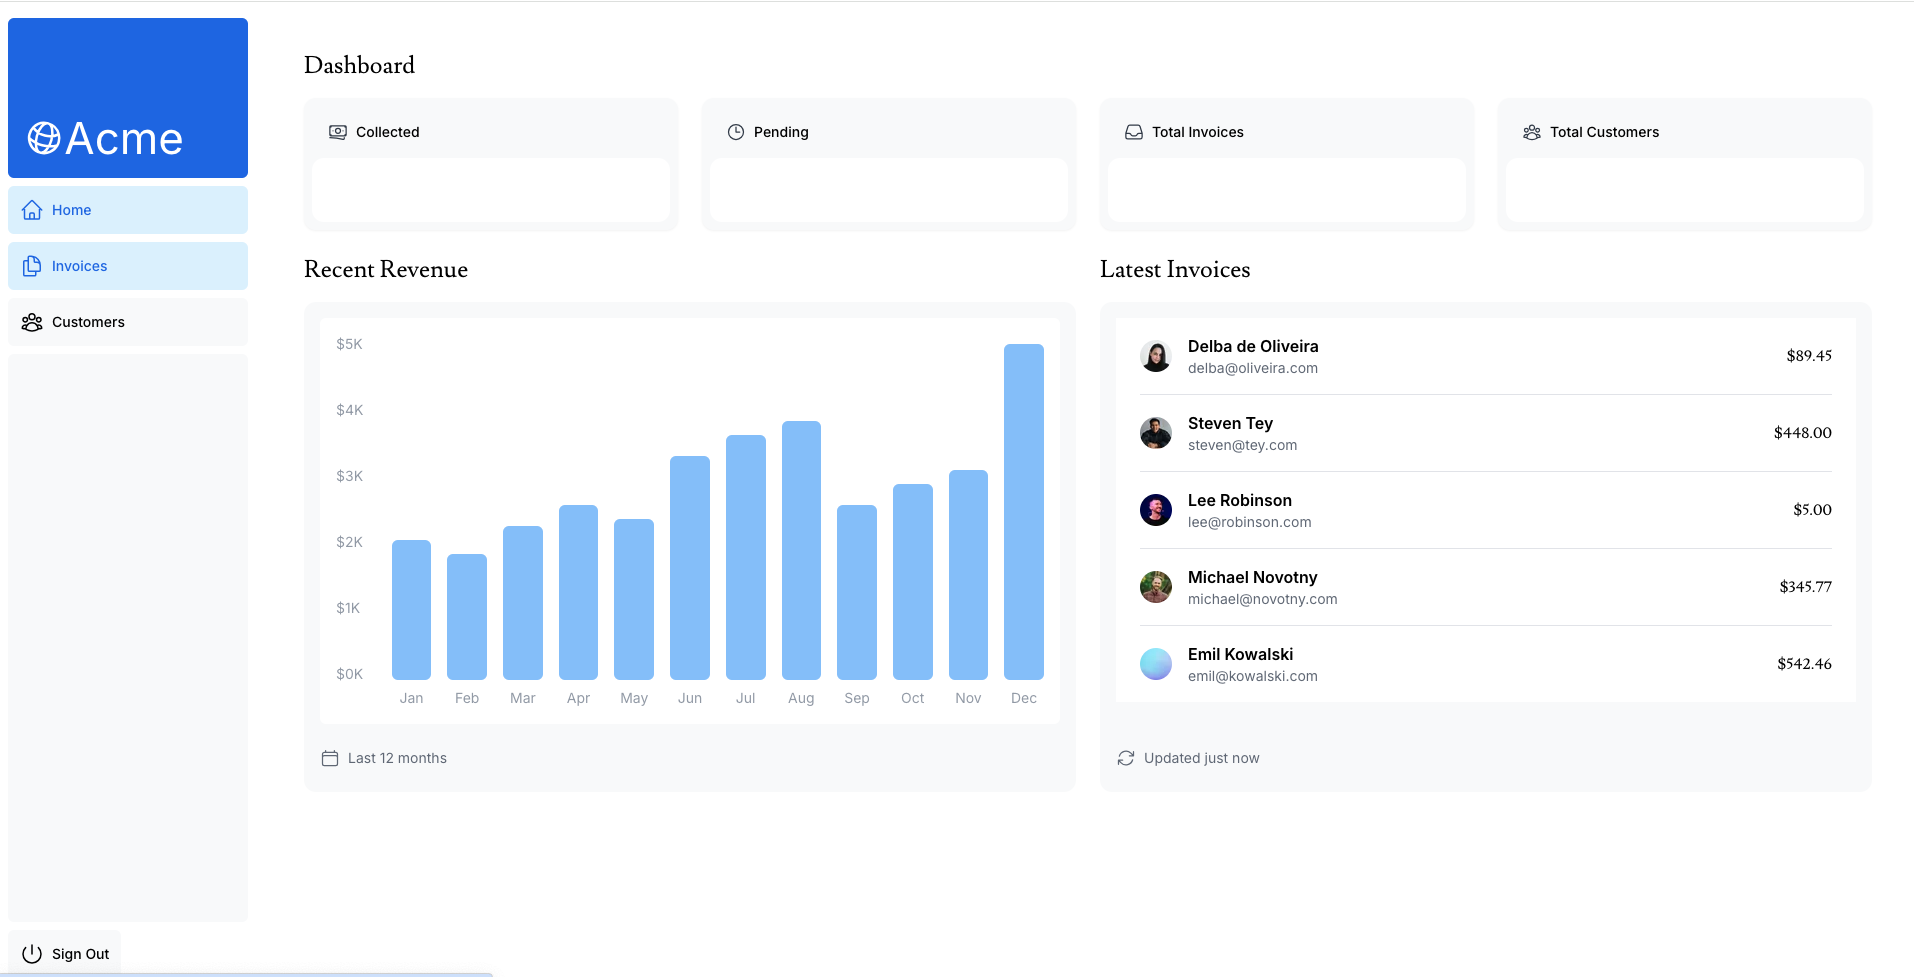 Acme
Home
Invoices
Customers
Sign Out
Dashboard
Collected
Pending
Total Invoices
Total Customers
Recent Revenue
$5K
$4K
$3K
$2K
$1K
$0K
Jan Feb Mar Apr May Jun Jul Aug Sep Oct Nov Dec
Last 12 months
Latest Invoices
Delba de Oliveira
delba@oliveira.com
$89.45
Steven Tey
steven@tey.com
$448.00
Lee Robinson
lee@robinson.com
$5.00
Michael Novotny
michael@novotny.com
$345.77
Emil Kowalski
emil@kowalski.com
$542.46
Updated just now